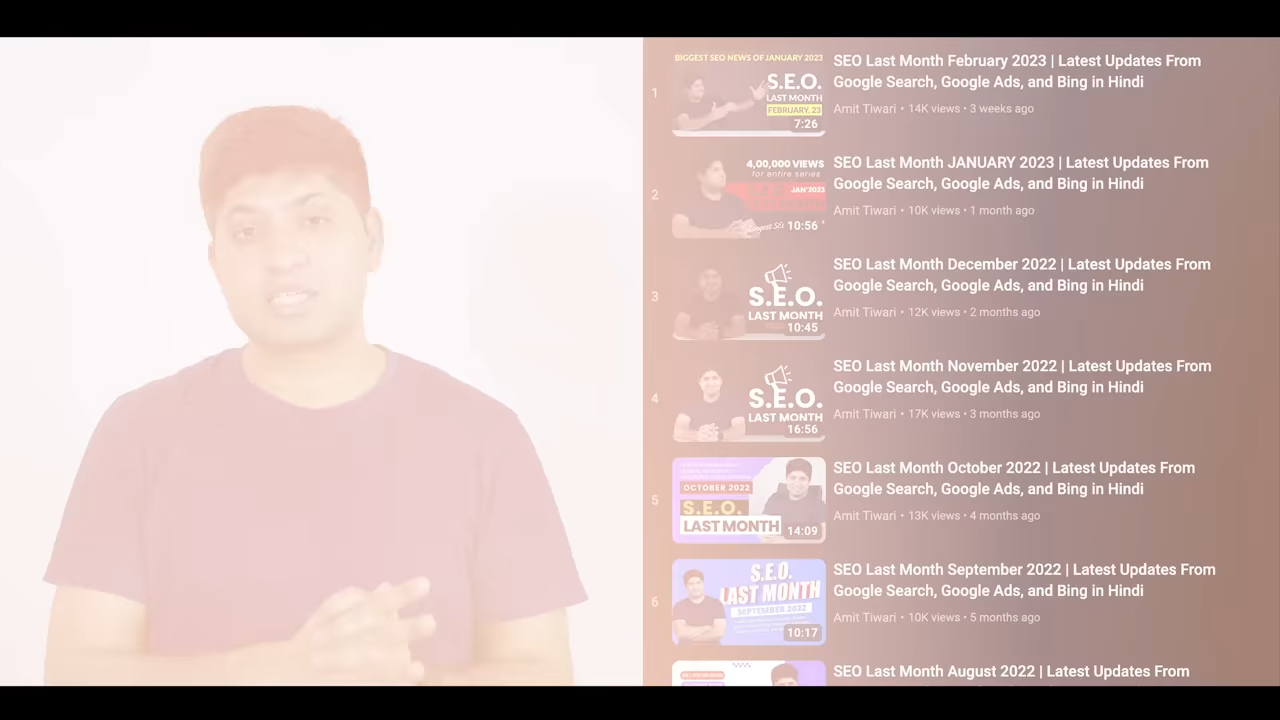 BIGGEST SEO NEWS OF JANUARY 2023
S.E.O.
LAST MONTH
FEBRUARY, 23
7:26
1
SEO Last Month February 2023 | Latest Updates From
Google Search, Google Ads, and Bing in Hindi
Amit Tiwari • 14K views • 3 weeks ago
4,00,000 VIEWS
for entire series
JAN'2023
10:56
2
SEO Last Month JANUARY 2023 | Latest Updates From
Google Search, Google Ads, and Bing in Hindi
Amit Tiwari • 10K views • 1 month ago
S.E.O.
LAST MONTH
10:45
3
SEO Last Month December 2022 | Latest Updates From
Google Search, Google Ads, and Bing in Hindi
Amit Tiwari • 12K views • 2 months ago
S.E.O.
LAST MONTH
16:56
4
SEO Last Month November 2022 | Latest Updates From
Google Search, Google Ads, and Bing in Hindi
Amit Tiwari • 17K views • 3 months ago
OCTOBER 2022
S.E.O.
LAST MONTH
14:09
5
SEO Last Month October 2022 | Latest Updates From
Google Search, Google Ads, and Bing in Hindi
Amit Tiwari • 13K views • 4 months ago
S.E.O.
LAST MONTH
SEPTEMBER 2022
10:17
6
SEO Last Month September 2022 | Latest Updates From
Google Search, Google Ads, and Bing in Hindi
Amit Tiwari • 10K views • 5 months ago
SEO Last Month August 2022 | Latest Updates From